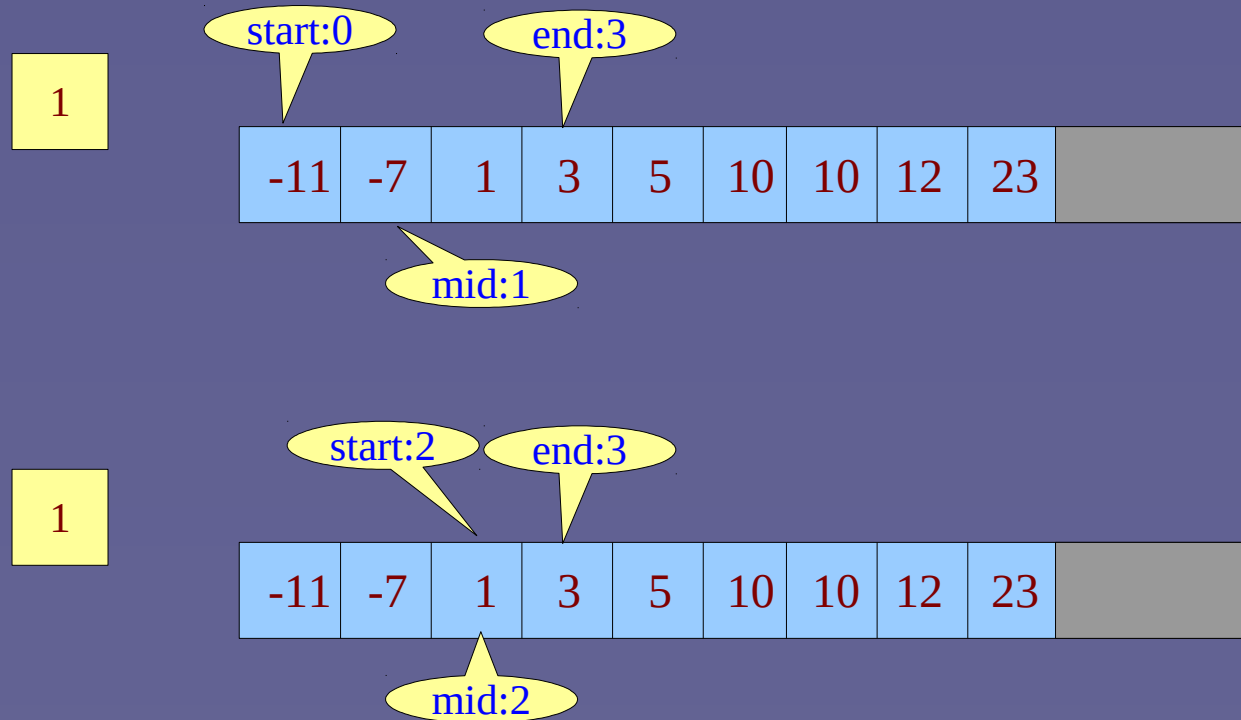 start:0 end:3
1
-11 -7 1 3 5 10 10 12 23
mid:1
start:2 end:3
1
-11 -7 1 3 5 10 10 12 23
mid:2